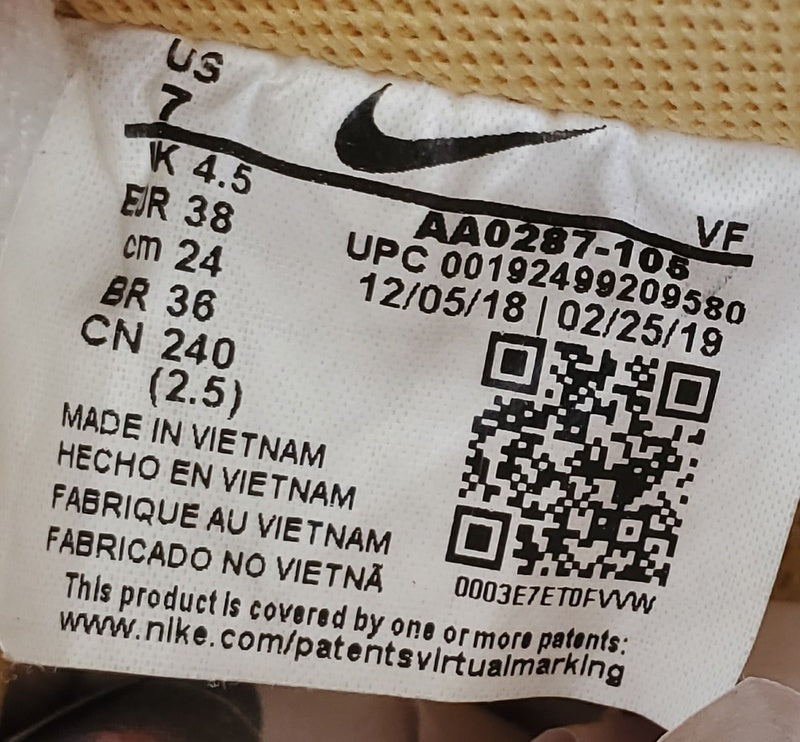 US
7
UK 4.5
EUR 38
cm 24
BR 36
CN 240
(2.5)
VF
AA0287-105
UPC 00192499209580
12/05/18 | 02/25/19
MADE IN VIETNAM
HECHO EN VIETNAM
FABRIQUE AU VIETNAM
FABRICADO NO VIETNÃ
0003E7ET0FVVW
This product is covered by one or more patents:
www.nike.com/patentsvirtualmarking